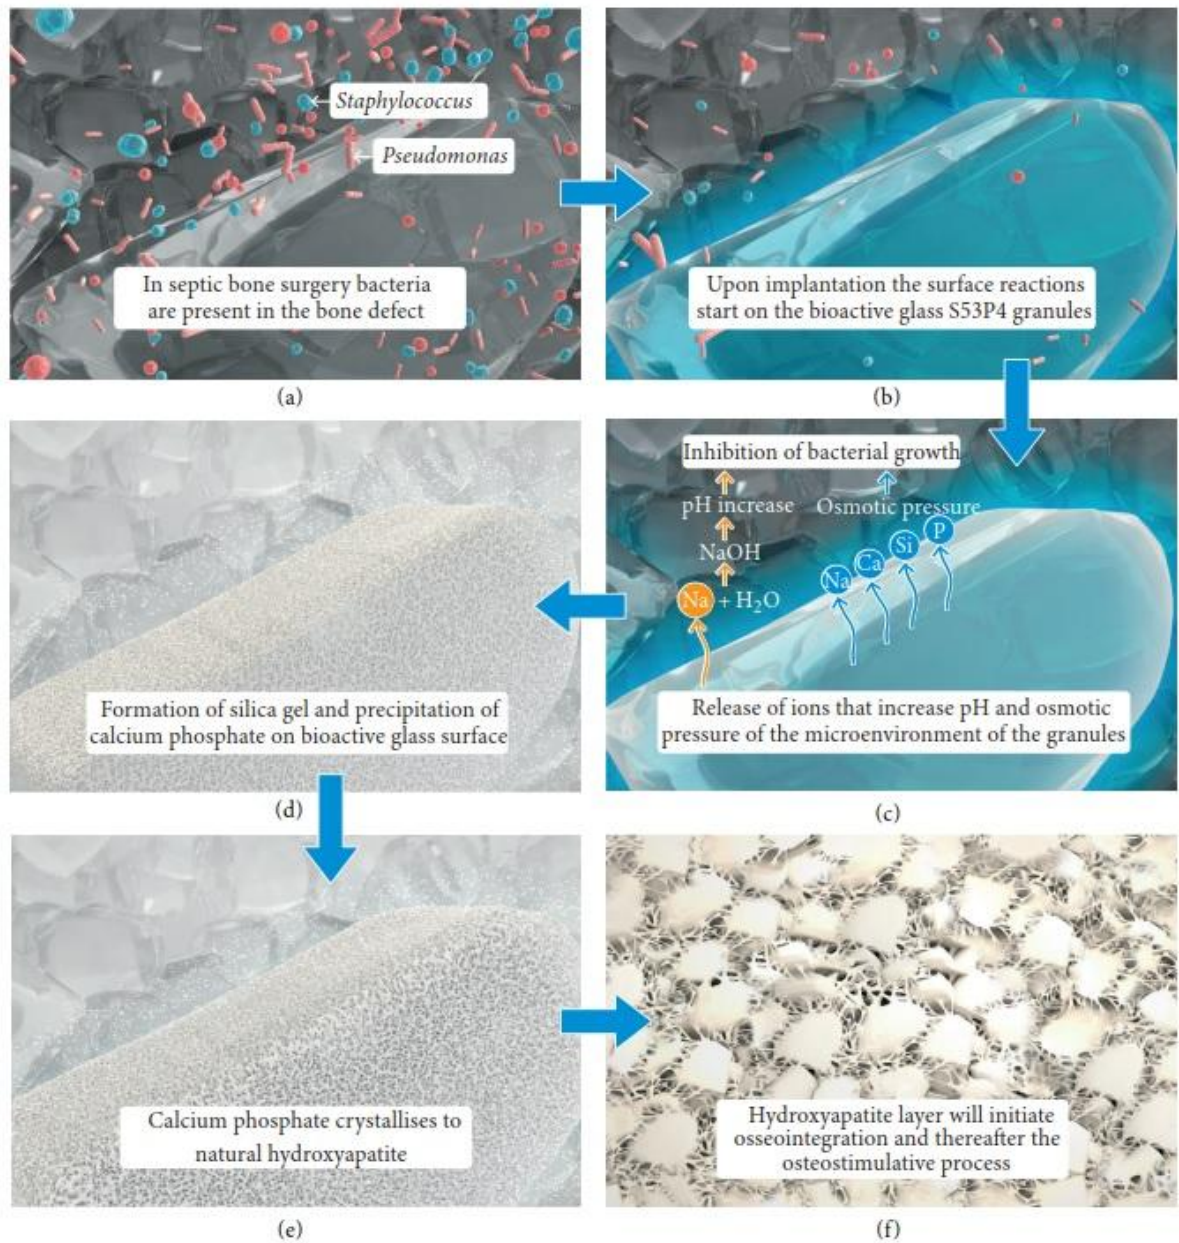 Staphylococcus
Pseudomonas
In septic bone surgery bacteria
are present in the bone defect
(a)
Upon implantation the surface reactions
start on the bioactive glass S53P4 granules
(b)
Inhibition of bacterial growth
pH increase
Osmotic pressure
NaOH
Na + H₂O
Na
Ca
Si
P
Release of ions that increase pH and osmotic
pressure of the microenvironment of the granules
(c)
Formation of silica gel and precipitation of
calcium phosphate on bioactive glass surface
(d)
Calcium phosphate crystallises to
natural hydroxyapatite
(e)
Hydroxyapatite layer will initiate
osseointegration and thereafter the
osteostimulative process
(f)